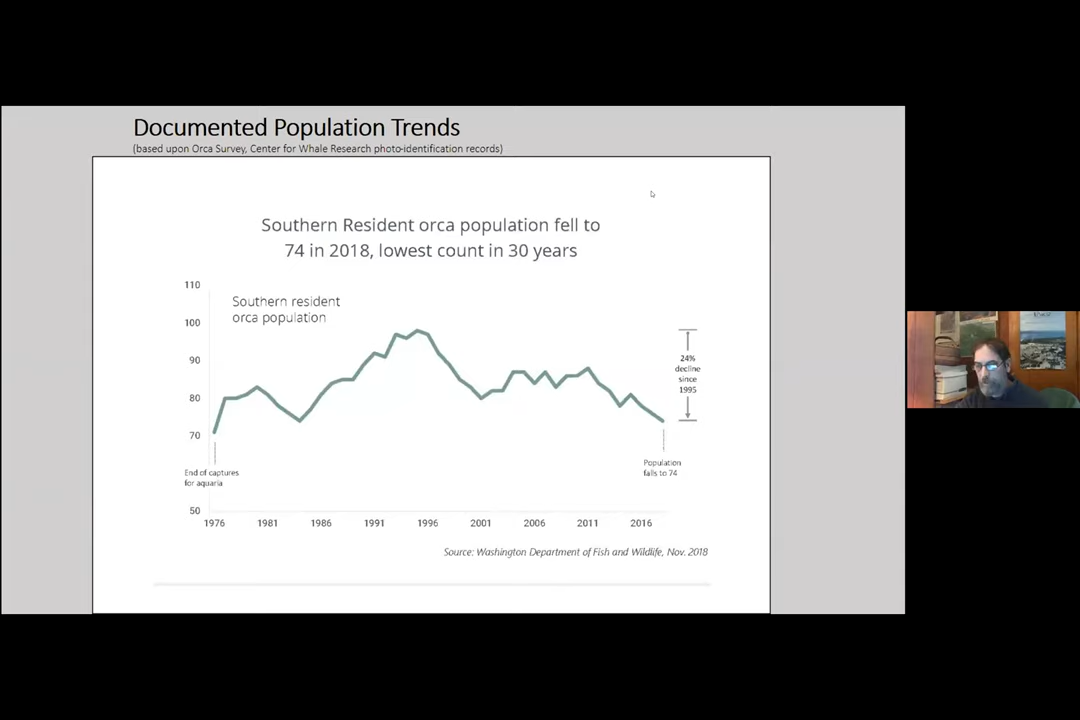 Documented Population Trends
(based upon Orca Survey, Center for Whale Research photo-identification records)
Southern Resident orca population fell to
74 in 2018, lowest count in 30 years
110
Southern resident
orca population
100
90
80
70
50
24%
decline
since
1995
End of captures
for aquaria
Population
falls to 74
1976
1981
1986
1991
1996
2001
2006
2011
2016
Source: Washington Department of Fish and Wildlife, Nov. 2018